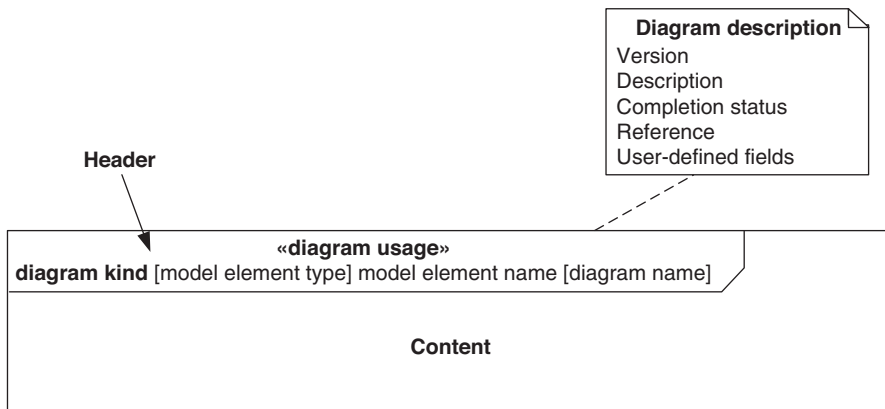 Diagram description
Version
Description
Completion status
Reference
User-defined fields
Header
«diagram usage»
diagram kind [model element type] model element name [diagram name]
Content